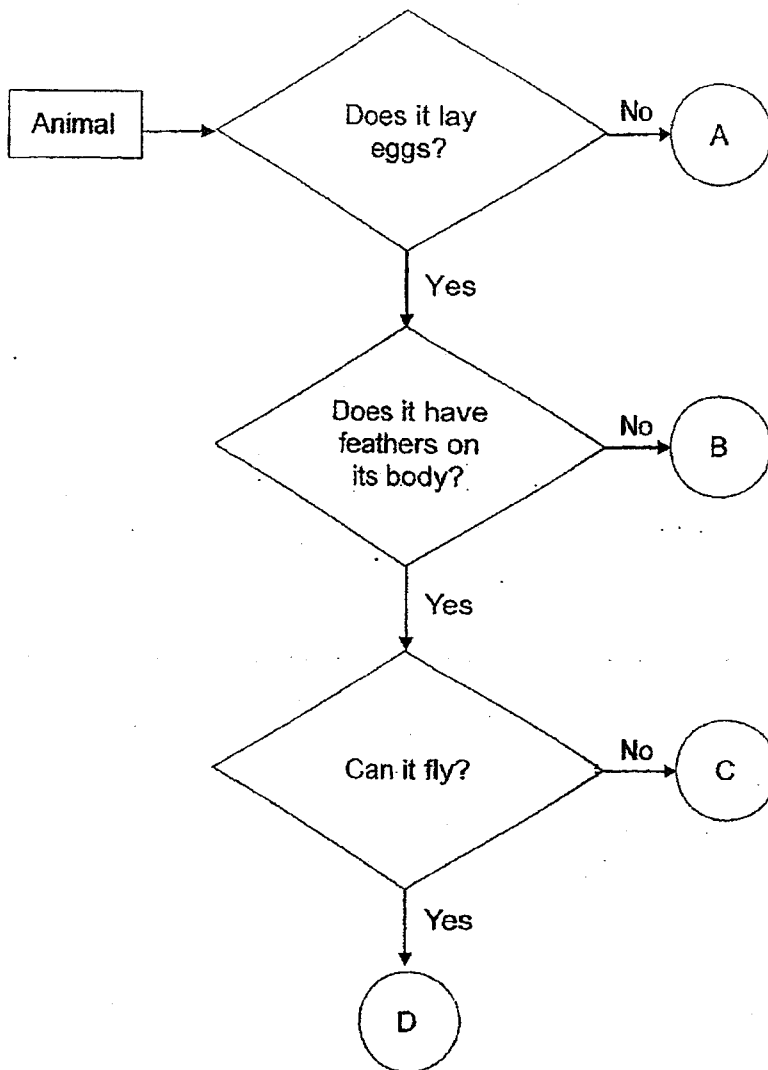 Animal
Does it lay
eggs?
No
A
Yes
Does it have
feathers on
its body?
No
B
Yes
Can it fly?
No
C
Yes
D